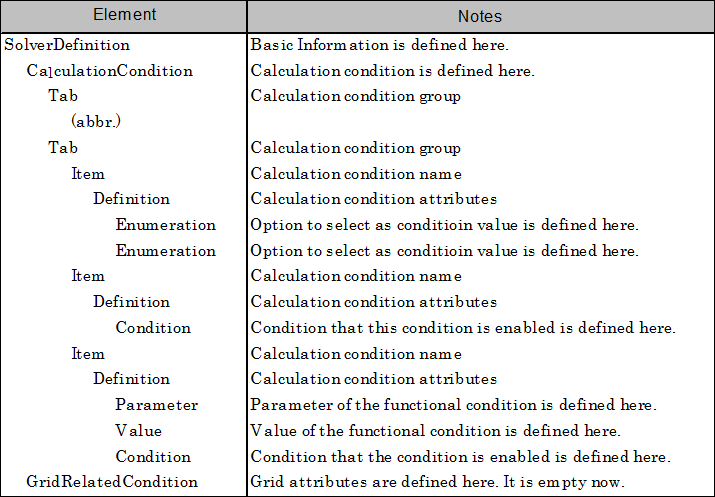 Element Notes
SolverDefinition Basic Information is defined here.
CalculationCondition Calculation condition is defined here.
Tab Calculation condition group
(abbr.)
Tab Calculation condition group
Item Calculation condition name
Definition Calculation condition attributes
Enumeration Option to select as conditioin value is defined here.
Enumeration Option to select as conditioin value is defined here.
Item Calculation condition name
Definition Calculation condition attributes
Condition Condition that this condition is enabled is defined here.
Item Calculation condition name
Definition Calculation condition attributes
Parameter Parameter of the functional condition is defined here.
Value Value of the functional condition is defined here.
Condition Condition that the condition is enabled is defined here.
GridRelatedCondition Grid attributes are defined here. It is empty now.